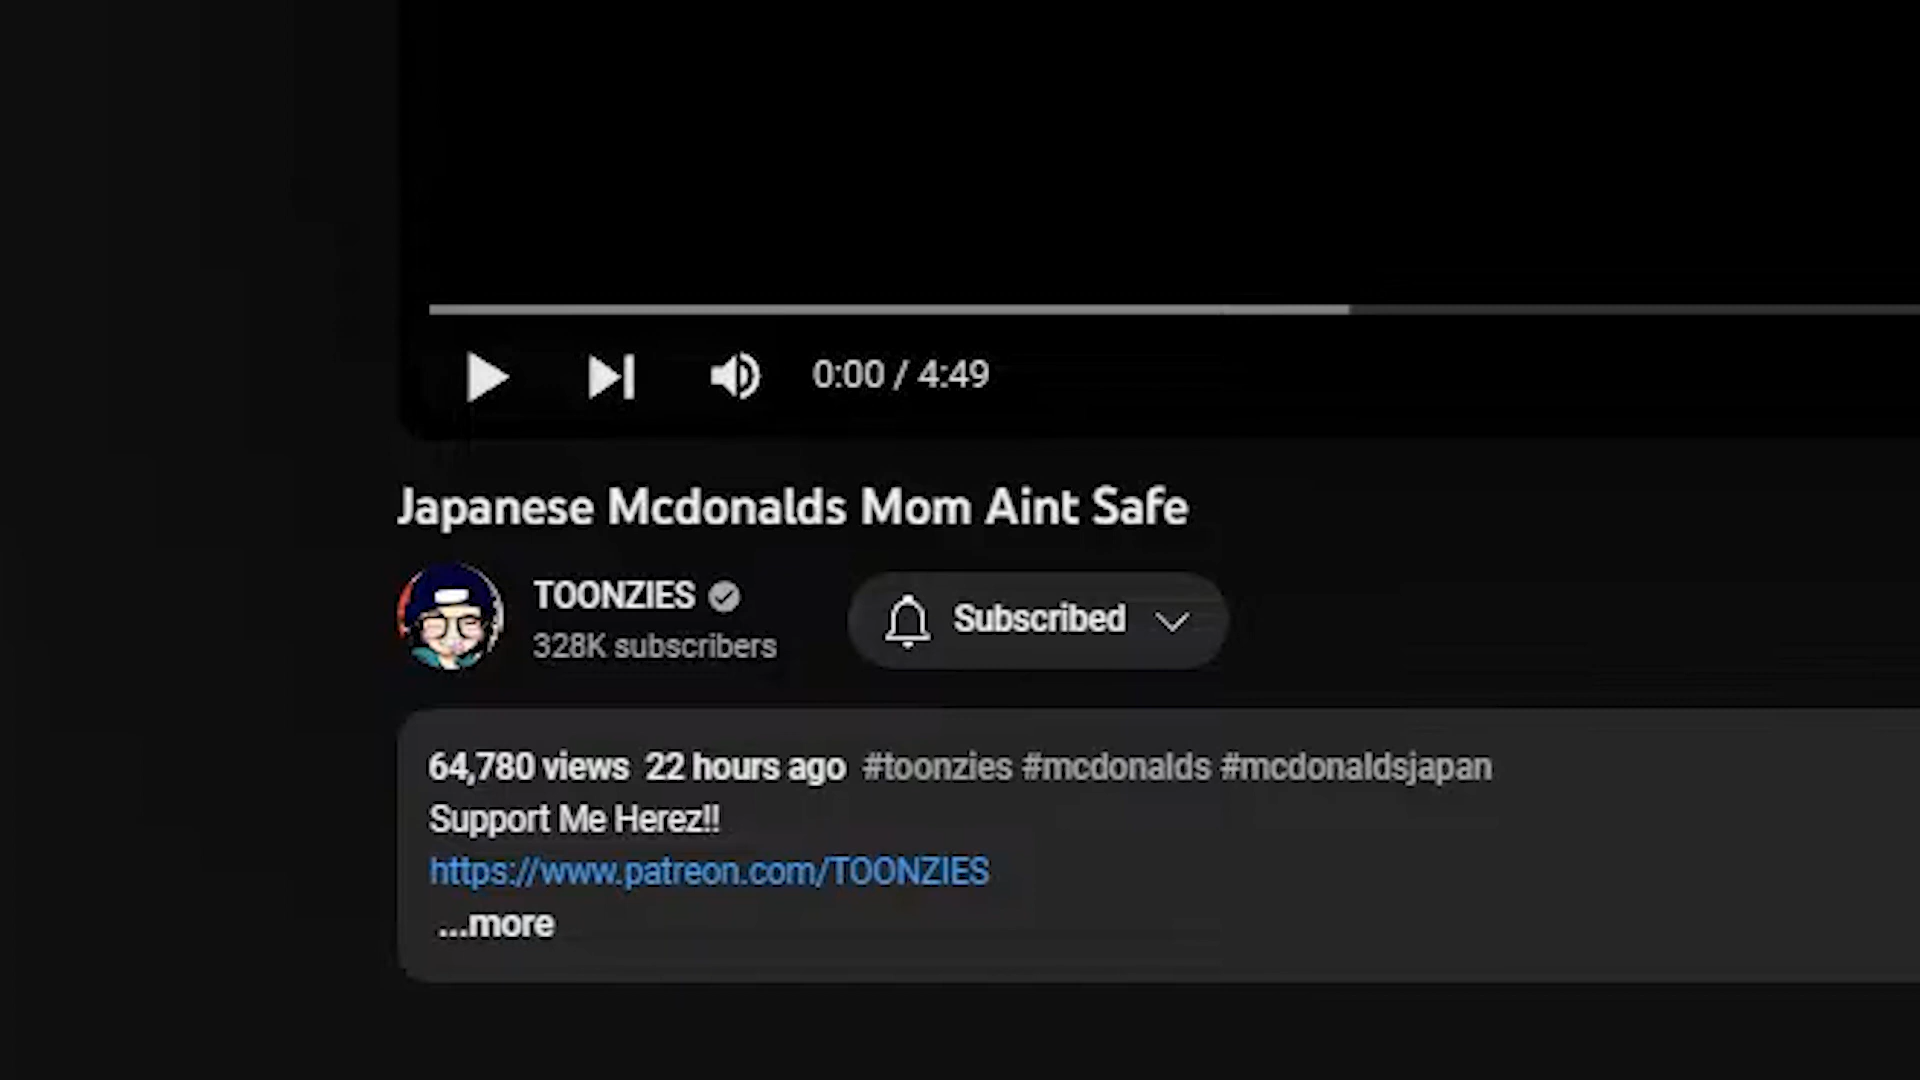 0:00 / 4:49
Japanese Mcdonalds Mom Aint Safe
TOONZIES
328K subscribers
Subscribed
64,780 views 22 hours ago #toonzies #mcdonalds #mcdonaldsjapan
Support Me Herez!!
https://www.patreon.com/TOONZIES
...more